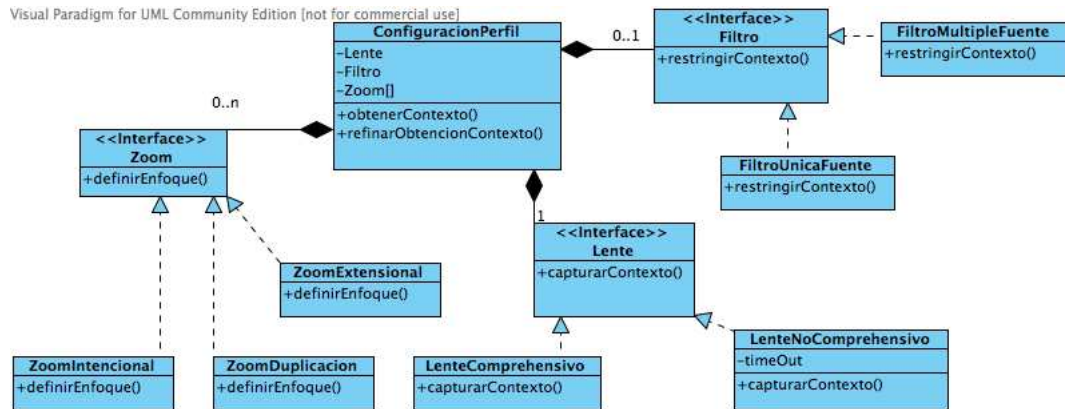 Visual Paradigm for UML Community Edition [not for commercial use]
ConfiguracionPerfil
-Lente
-Filtro
-Zoom[]
+obtenerContexto()
+refinarObtencionContexto()
0..1
<<Interface>>
Filtro
+restringirContexto()
FiltroMultipleFuente
+restringirContexto()
FiltroUnicaFuente
+restringirContexto()
0..n
<<Interface>>
Zoom
+definirEnfoque()
ZoomExtensional
+definirEnfoque()
ZoomIntencional
+definirEnfoque()
ZoomDuplicacion
+definirEnfoque()
1
<<Interface>>
Lente
+capturarContexto()
LenteComprehensivo
+capturarContexto()
LenteNoComprehensivo
-timeOut
+capturarContexto()